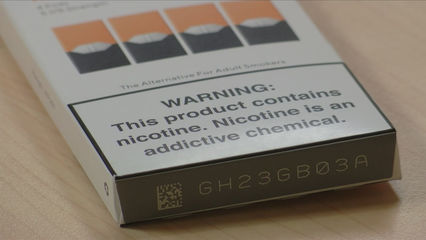 The Alternative For Adult Smokers
WARNING:
This product contains
nicotine. Nicotine is an
addictive chemical.
GH23GB03A